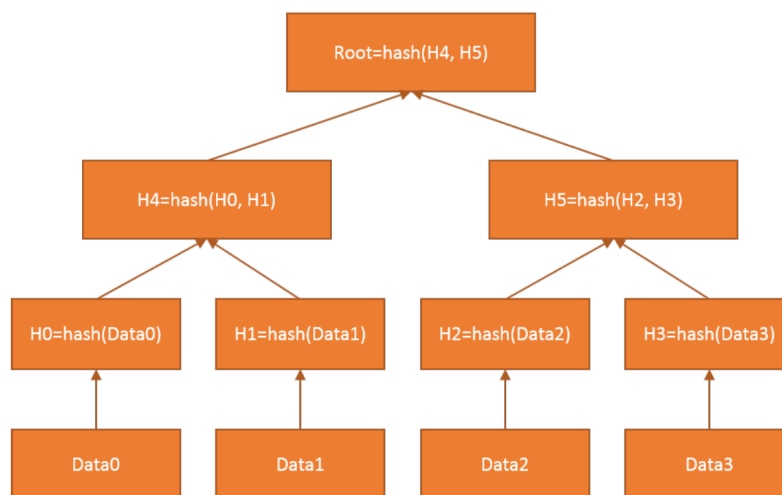 Root=hash(H4, H5)
H4=hash(H0, H1)
H5=hash(H2, H3)
H0=hash(Data0)
H1=hash(Data1)
H2=hash(Data2)
H3=hash(Data3)
Data0
Data1
Data2
Data3